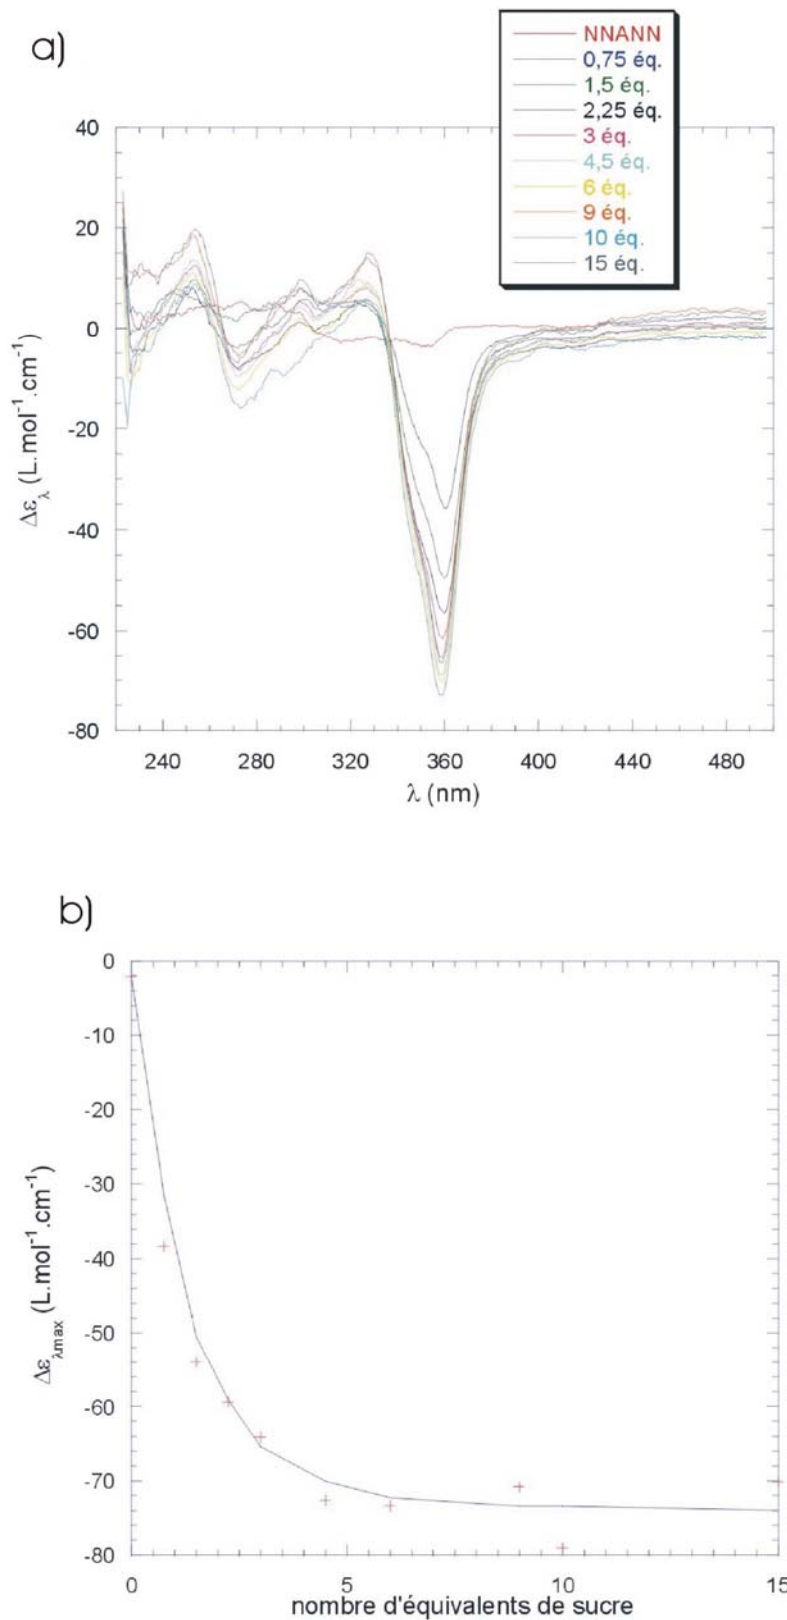 a)
NNANN
0,75 éq.
1,5 éq.
2,25 éq.
3 éq.
4,5 éq.
6 éq.
9 éq.
10 éq.
15 éq.
40
20
0
-20
-40
-60
-80
Δελ (L.mol⁻¹.cm⁻¹)
240 280 320 360 400 440 480
λ (nm)
b)
0
-10
-20
-30
-40
-50
-60
-70
-80
Δελmax (L.mol⁻¹.cm⁻¹)
0 5 10 15
nombre d'équivalents de sucre